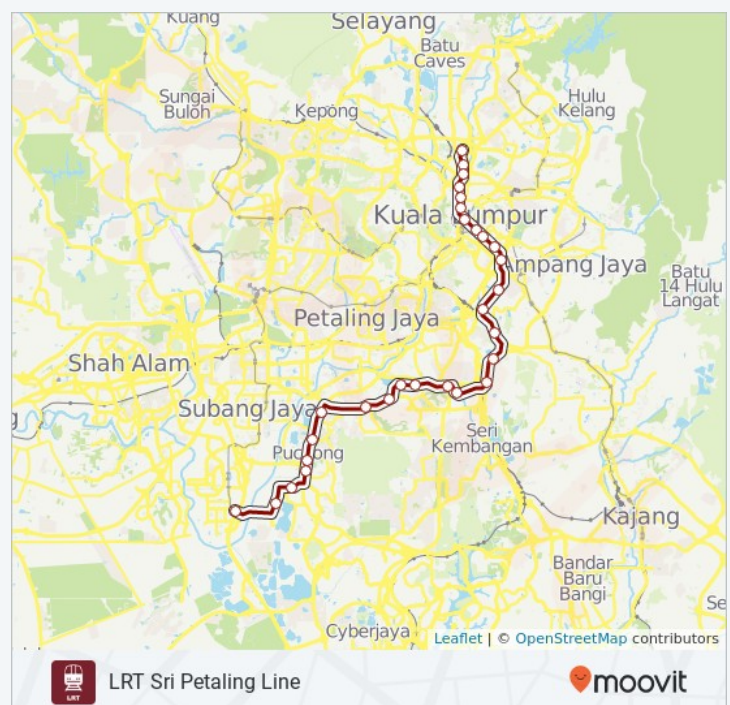 Kuang
Selayang
Batu
Caves
Sungai
Buloh
Kepong
Hulu
Kelang
Kuala Lumpur
Ampang Jaya
Batu
14 Hulu
Langat
Petaling Jaya
Shah Alam
Subang Jaya
Seri
Kembangan
Kajang
Bandar
Baru
Bangi
Cyberjaya
Leaflet | © OpenStreetMap contributors
LRT
LRT Sri Petaling Line
moovit